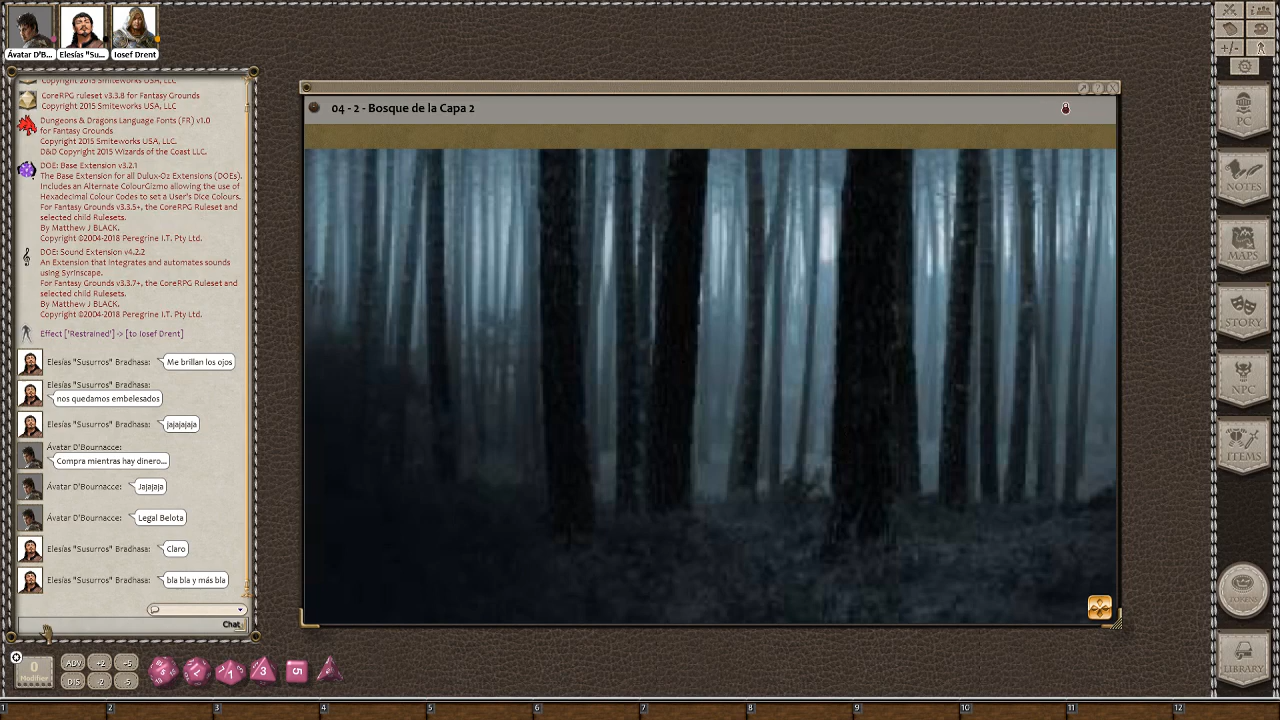 Ávatar D'B...
Elesías "Su...
Iosef Drent
Copyright 2015 Smiteworks USA, LLC
CoreRPG ruleset v3.3.8 for Fantasy Grounds
Copyright 2015 Smiteworks USA, LLC
Dungeons & Dragons Language Fonts (FR) v1.0
for Fantasy Grounds
Copyright 2015 Smiteworks USA, LLC.
D&D Copyright 2015 Wizards of the Coast LLC.
DOE: Base Extension v3.2.1
The Base Extension for all Dulux-Oz Extensions (DOEs).
Includes an Alternate ColourGizmo allowing the use of
Hexadecimal Colour Codes to set a User's Dice Colours.
For Fantasy Grounds v3.3.5+, the CoreRPG Ruleset and
selected child Rulesets.
By Matthew J BLACK.
Copyright ©2004-2018 Peregrine I.T. Pty Ltd.
DOE: Sound Extension v4.2.2
An Extension that integrates and automates sounds
using Syrinscape.
For Fantasy Grounds v3.3.7+, the CoreRPG Ruleset and
selected child Rulesets.
By Matthew J BLACK.
Copyright ©2004-2018 Peregrine I.T. Pty Ltd.
Effect ['Restrained'] -> [to Iosef Drent]
Elesías "Susurros" Bradhasa: Me brillan los ojos
Elesías "Susurros" Bradhasa:
nos quedamos embelesados
Elesías "Susurros" Bradhasa: jajajajaja
Ávatar D'Bournacce:
Compra mientras hay dinero...
Ávatar D'Bournacce: Jajajaja
Ávatar D'Bournacce: Legal Belota
Elesías "Susurros" Bradhasa: Claro
Elesías "Susurros" Bradhasa: bla bla y más bla
Chat
04 - 2 - Bosque de la Capa 2
0
Modifier
ADV +2 +5
DIS -2 -5
+/-
PC
NOTES
MAPS
STORY
NPC
ITEMS
TOKENS
LIBRARY
1 2 3 4 5 6 7 8 9 10 11 12